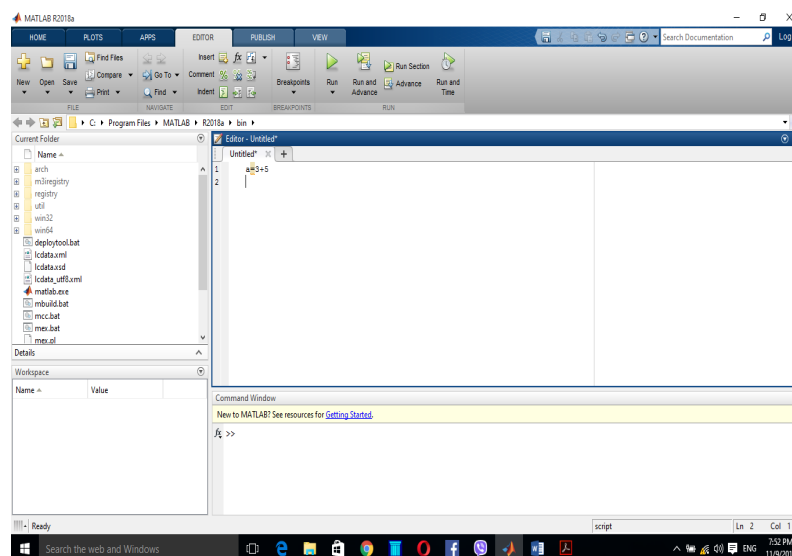 MATLAB R2018a
HOME PLOTS APPS EDITOR PUBLISH VIEW Search Documentation Log
New Open Save Find Files Compare Print Go To Find Insert fx Comment Indent Breakpoints Run Run and Advance Run Section Advance Run and Time
FILE NAVIGATE EDIT BREAKPOINTS RUN
C: Program Files MATLAB R2018a bin
Current Folder
Name
arch
m3iregistry
registry
util
win32
win64
deploytool.bat
lcdata.xml
lcdata.xsd
lcdata_utf8.xml
matlab.exe
mbuild.bat
mcc.bat
mex.bat
mex.pl
Details
Workspace
Name Value
Editor - Untitled*
Untitled* +
1 a=3+5
2
Command Window
New to MATLAB? See resources for Getting Started.
fx >>
Ready script Ln 2 Col 1
Search the web and Windows ENG 7:52 PM